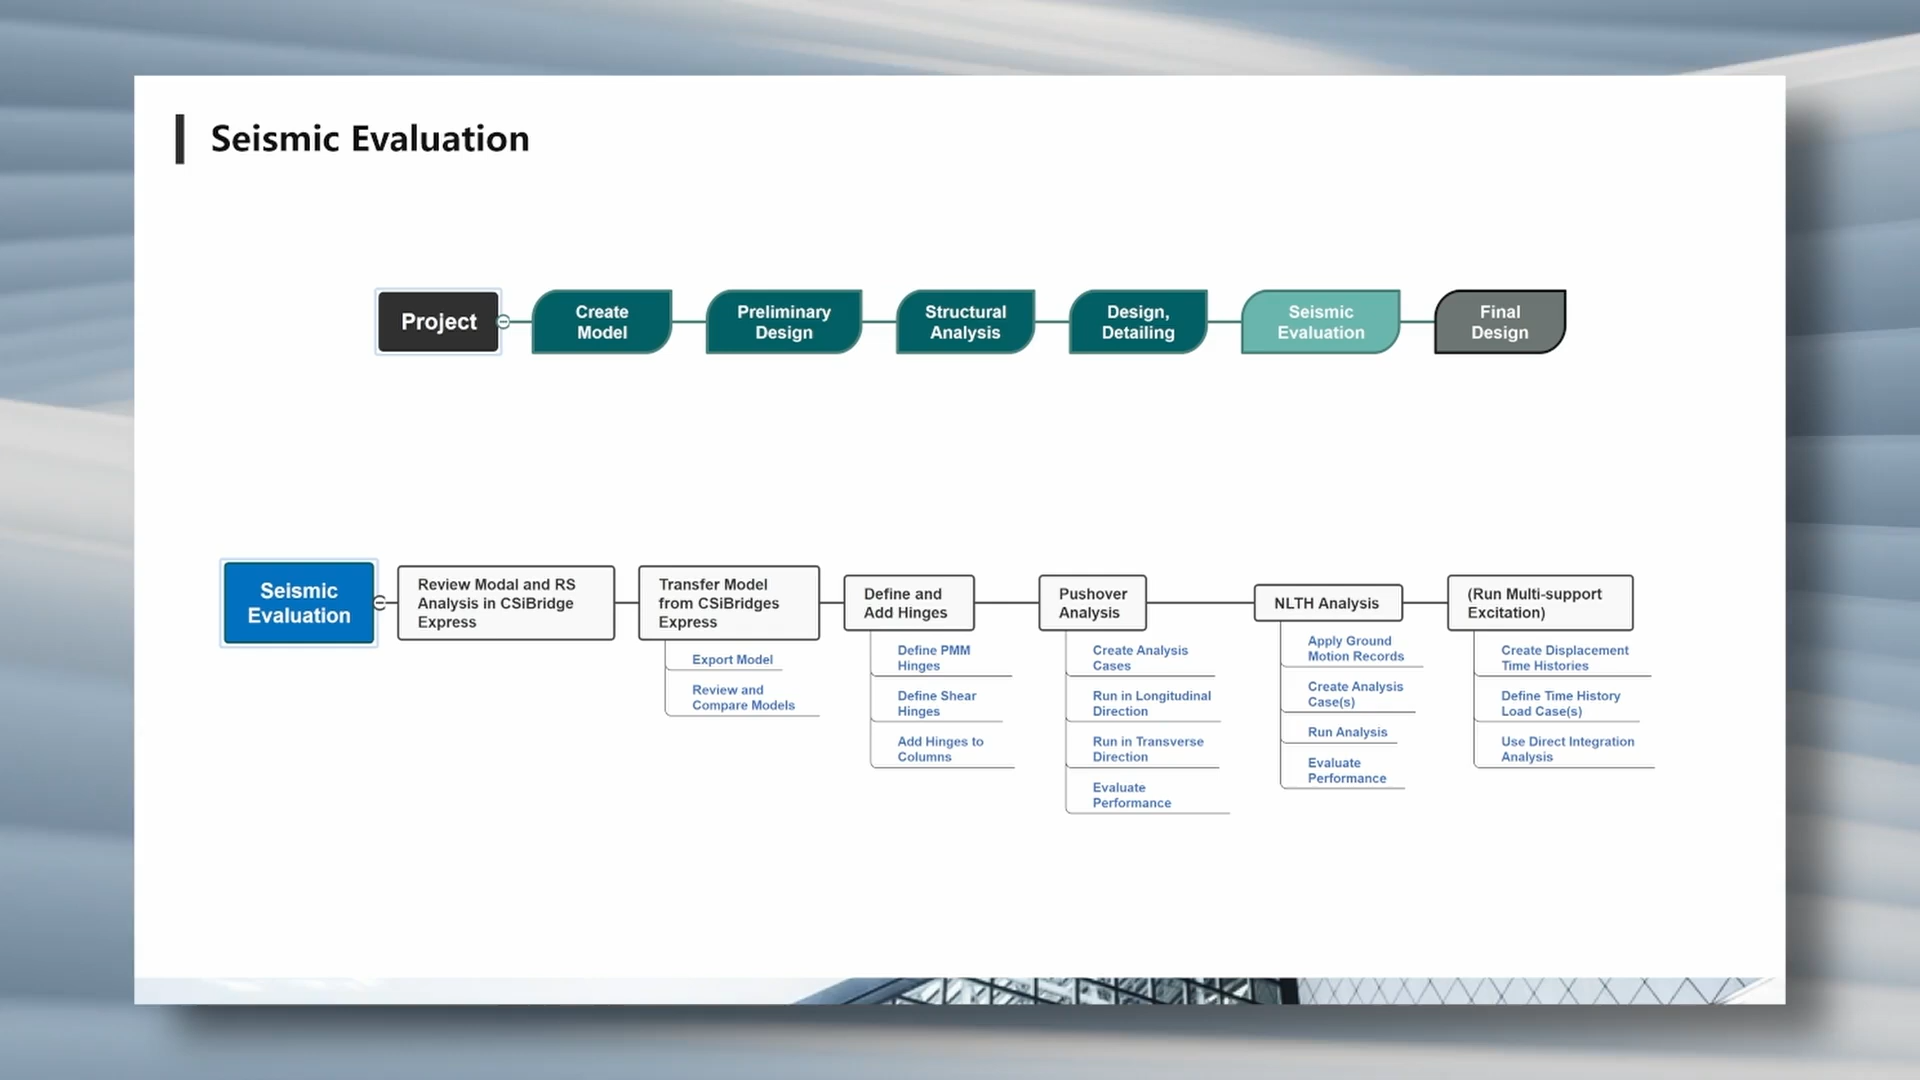 Seismic Evaluation
Project
Create
Model
Preliminary
Design
Structural
Analysis
Design,
Detailing
Seismic
Evaluation
Final
Design
Seismic
Evaluation
Review Modal and RS
Analysis in CSiBridge
Express
Transfer Model
from CSiBridges
Express
Export Model
Review and
Compare Models
Define and
Add Hinges
Define PMM
Hinges
Define Shear
Hinges
Add Hinges to
Columns
Pushover
Analysis
Create Analysis
Cases
Run in Longitudinal
Direction
Run in Transverse
Direction
Evaluate
Performance
NLTH Analysis
Apply Ground
Motion Records
Create Analysis
Case(s)
Run Analysis
Evaluate
Performance
(Run Multi-support
Excitation)
Create Displacement
Time Histories
Define Time History
Load Case(s)
Use Direct Integration
Analysis